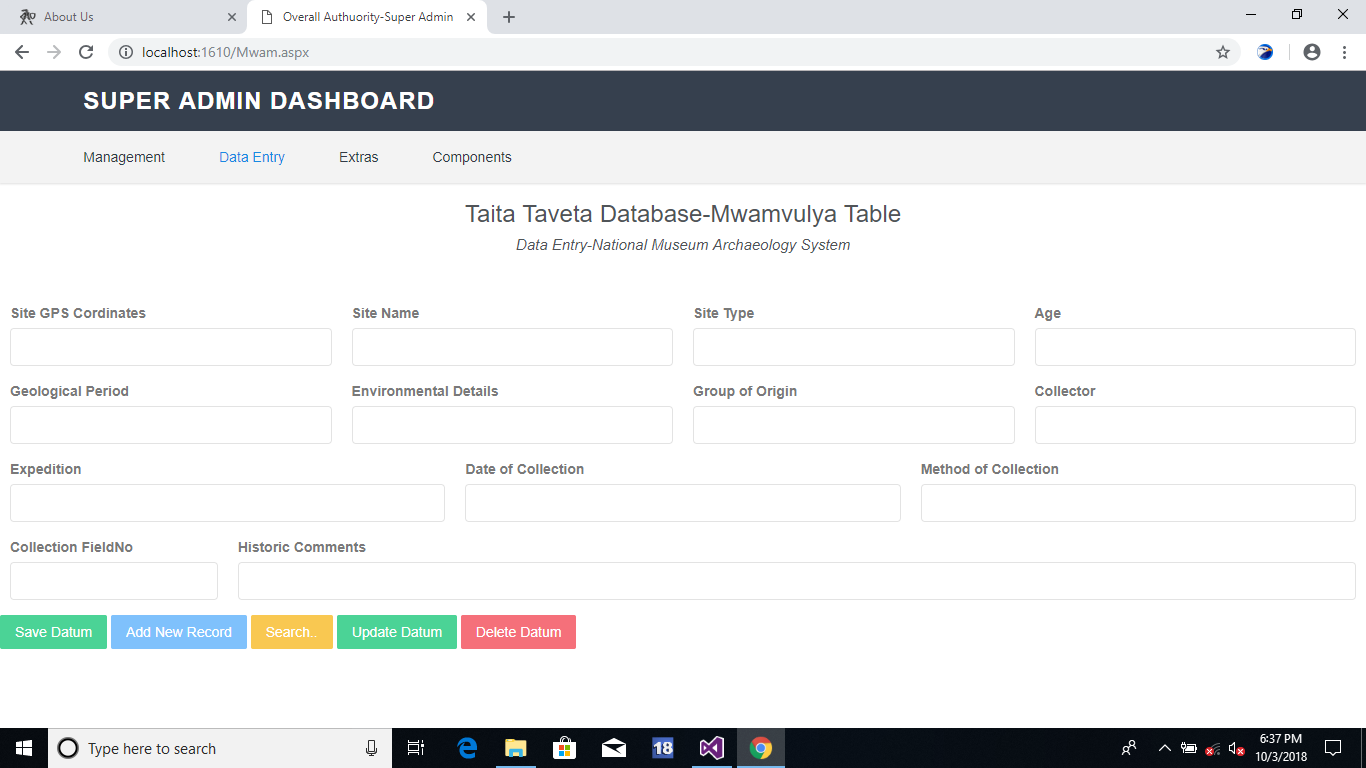 About Us
Overall Authuority-Super Admin
localhost:1610/Mwam.aspx
SUPER ADMIN DASHBOARD
Management Data Entry Extras Components
Taita Taveta Database-Mwamvulya Table
Data Entry-National Museum Archaeology System
Site GPS Cordinates Site Name Site Type Age
Geological Period Environmental Details Group of Origin Collector
Expedition Date of Collection Method of Collection
Collection FieldNo Historic Comments
Save Datum Add New Record Search.. Update Datum Delete Datum
Type here to search
18
6:37 PM
10/3/2018